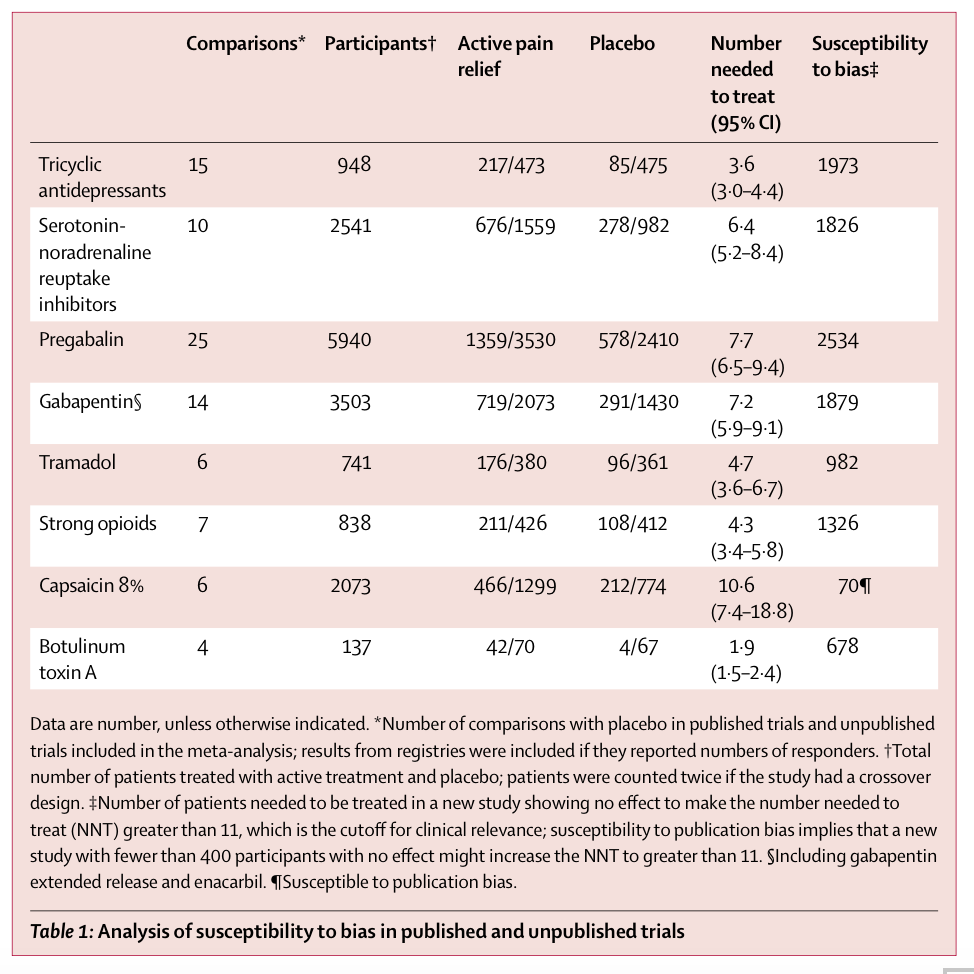 Comparisons* Participants† Active pain relief Placebo Number needed to treat (95% CI) Susceptibility to bias‡
Tricyclic antidepressants 15 948 217/473 85/475 3·6 (3·0–4·4) 1973
Serotonin-noradrenaline reuptake inhibitors 10 2541 676/1559 278/982 6·4 (5·2–8·4) 1826
Pregabalin 25 5940 1359/3530 578/2410 7·7 (6·5–9·4) 2534
Gabapentin§ 14 3503 719/2073 291/1430 7·2 (5·9–9·1) 1879
Tramadol 6 741 176/380 96/361 4·7 (3·6–6·7) 982
Strong opioids 7 838 211/426 108/412 4·3 (3·4–5·8) 1326
Capsaicin 8% 6 2073 466/1299 212/774 10·6 (7·4–18·8) 70¶
Botulinum toxin A 4 137 42/70 4/67 1·9 (1·5–2·4) 678
Data are number, unless otherwise indicated. *Number of comparisons with placebo in published trials and unpublished
trials included in the meta-analysis; results from registries were included if they reported numbers of responders. †Total
number of patients treated with active treatment and placebo; patients were counted twice if the study had a crossover
design. ‡Number of patients needed to be treated in a new study showing no effect to make the number needed to
treat (NNT) greater than 11, which is the cutoff for clinical relevance; susceptibility to publication bias implies that a new
study with fewer than 400 participants with no effect might increase the NNT to greater than 11. §Including gabapentin
extended release and enacarbil. ¶Susceptible to publication bias.
Table 1: Analysis of susceptibility to bias in published and unpublished trials